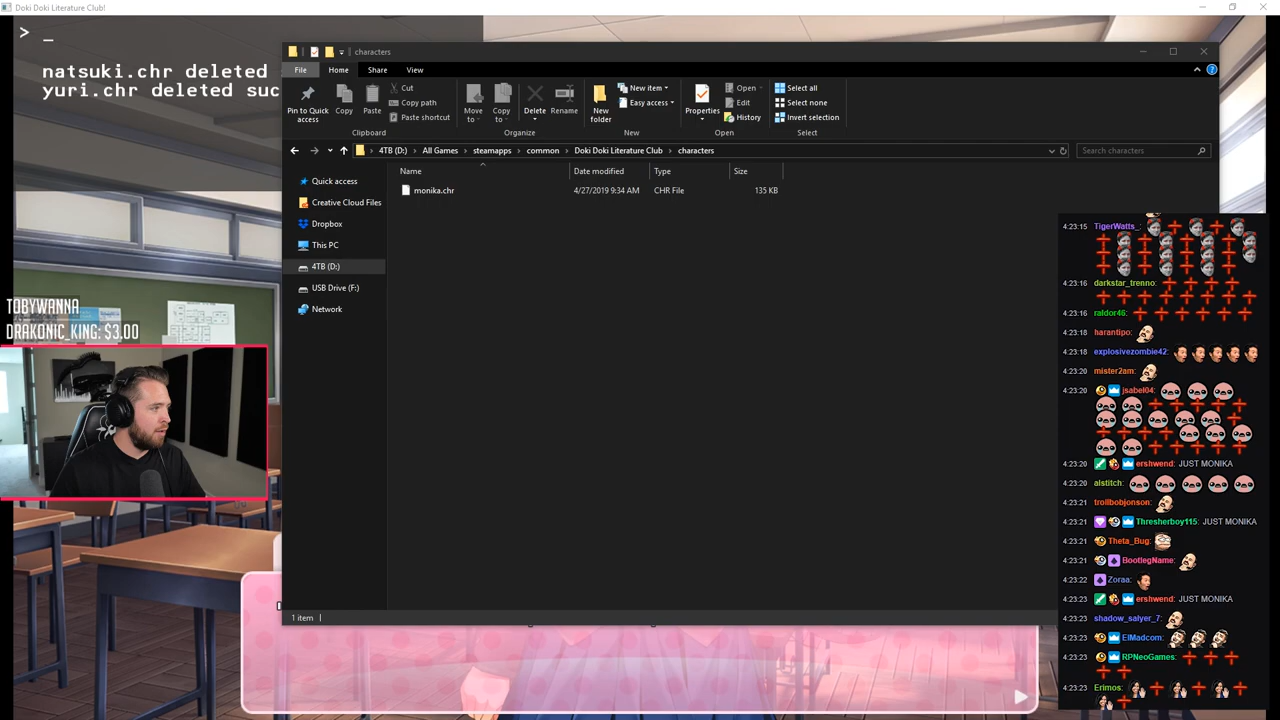 Doki Doki Literature Club!
> _
natsuki.chr deleted
yuri.chr deleted suc
characters
File Home Share View
Pin to Quick access
Copy
Paste
Cut
Copy path
Paste shortcut
Move to
Copy to
Delete
Rename
New folder
New item
Easy access
Properties
Open
Edit
History
Select all
Select none
Invert selection
Clipboard Organize New Open Select
4TB (D:) All Games steamapps common Doki Doki Literature Club characters
Search characters
Name Date modified Type Size
monika.chr 4/27/2019 9:34 AM CHR File 135 KB
Quick access
Creative Cloud Files
Dropbox
This PC
4TB (D:)
USB Drive (F:)
Network
1 item
TOBYWANNA
DRAKONIC_KING: $3.00
4:23:15 TigerWatts_:
4:23:16 darkstar_trenno:
4:23:16 raldor46:
4:23:18 harantipo:
4:23:18 explosivezombie42:
4:23:20 mister2am:
4:23:20 jsabel04:
4:23:20 ershwend: JUST MONIKA
4:23:20 alstitch:
4:23:21 trollbobjonson:
4:23:21 Thresherboy115: JUST MONIKA
4:23:21 Theta_Bug:
4:23:21 BootlegName:
4:23:22 Zoraa:
4:23:23 ershwend: JUST MONIKA
4:23:23 shadow_salyer_7:
4:23:23 ElMadcom:
4:23:23 RPNeoGames:
4:23:23 Erimos: